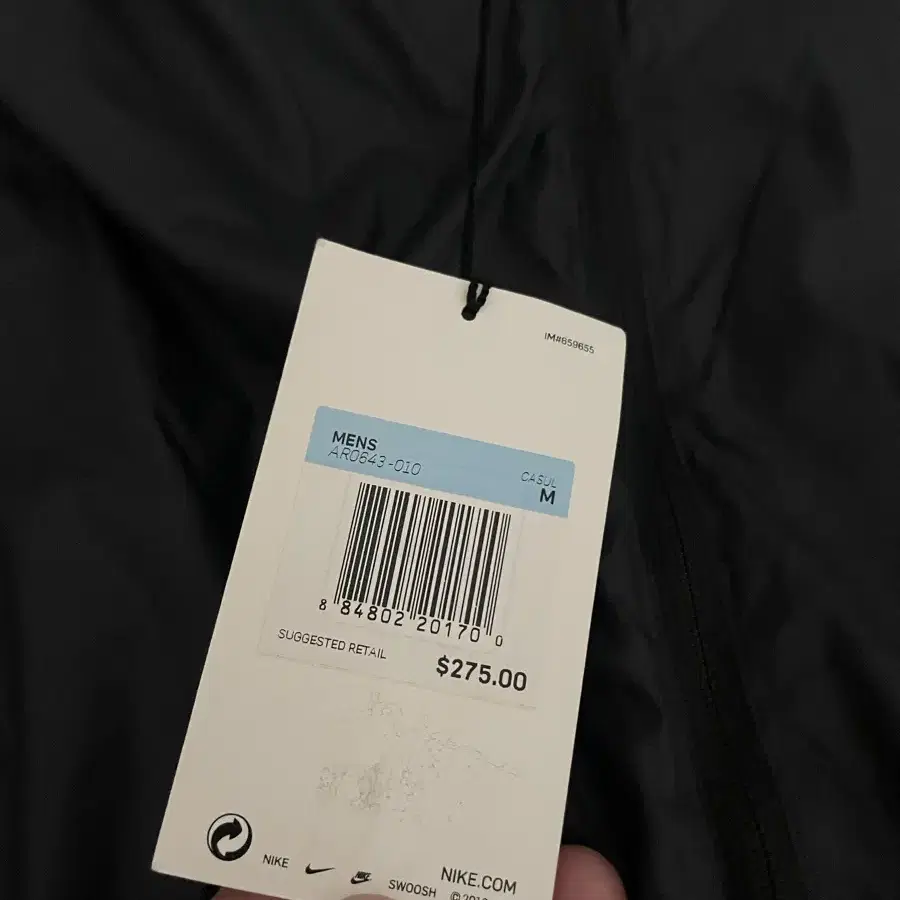 IM#659655
MENS
AR0643-010
CASUL
M
8 84802 20170 0
SUGGESTED RETAIL
$275.00
NIKE
SWOOSH
NIKE.COM